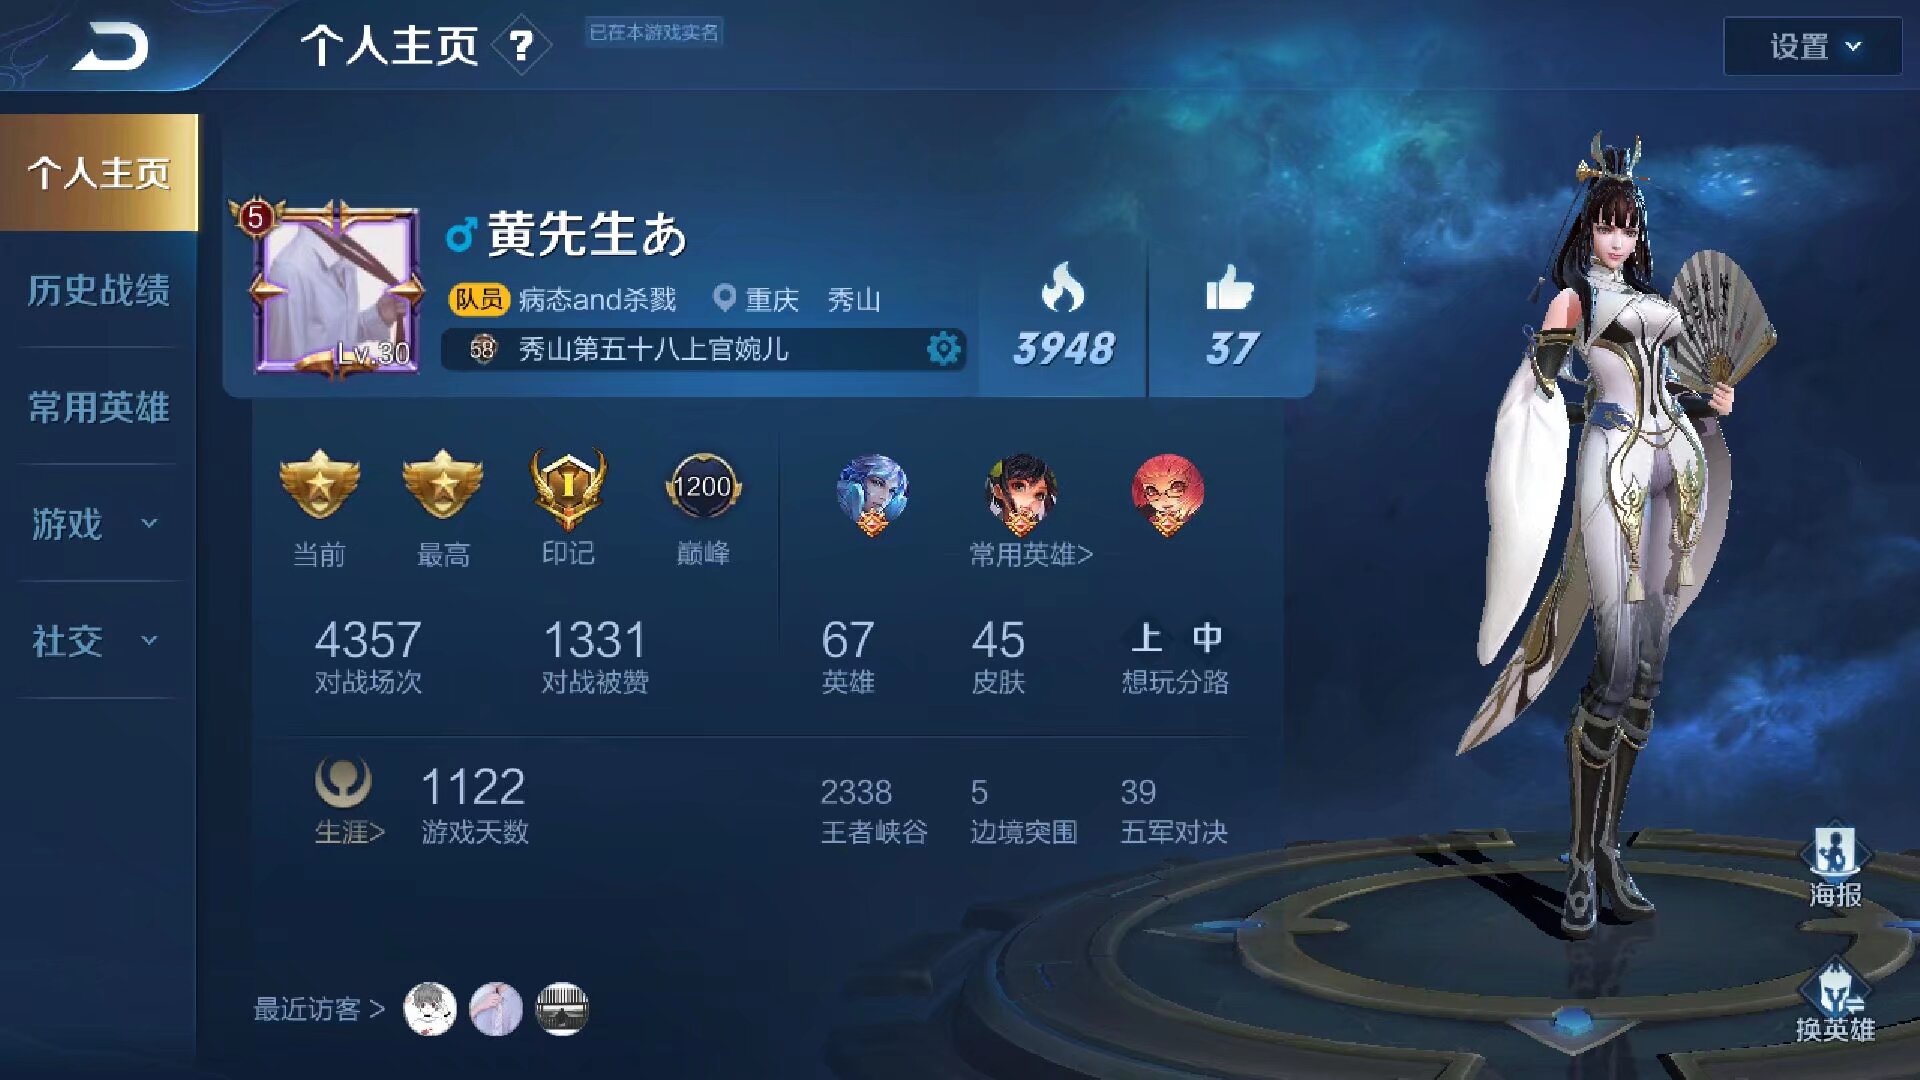 个人主页 ?
已在本游戏实名
设置
个人主页
历史战绩
常用英雄
游戏
社交
5
Lv.30
黄先生あ
队员 病态and杀戮 重庆 秀山
58 秀山第五十八上官婉儿
3948
37
1200
当前
最高
印记
巅峰
常用英雄>
4357
对战场次
1331
对战被赞
67
英雄
45
皮肤
上 中
想玩分路
生涯>
1122
游戏天数
2338
王者峡谷
5
边境突围
39
五军对决
海报
换英雄
最近访客 >